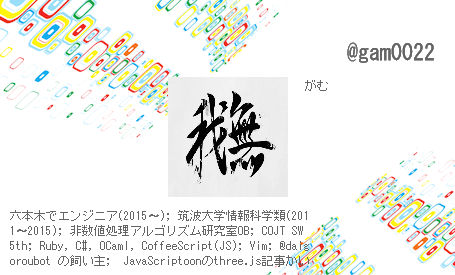 @gam0022
がむ
我無
六本木でエンジニア(2015～); 筑波大学情報科学類(201
1～2015); 非数値処理アルゴリズム研究室OB; COJT SW
5th; Ruby, C#, OCaml, CoffeeScript(JS); Vim;
oroubot の飼い主; JavaScriptoonのthree.js記事が